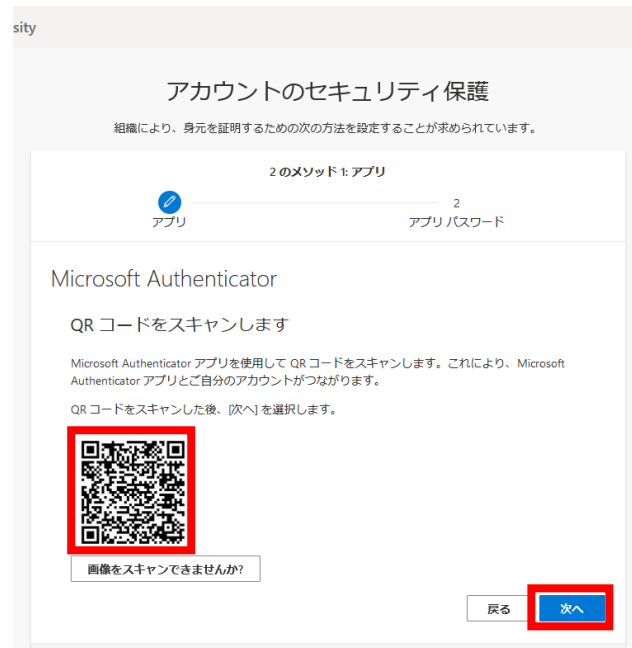 sity
アカウントのセキュリティ保護
組織により、身元を証明するための次の方法を設定することが求められています。
2 のメソッド 1: アプリ
2
アプリ
アプリ パスワード
Microsoft Authenticator
QR コードをスキャンします
Microsoft Authenticator アプリを使用して QR コードをスキャンします。これにより、Microsoft
Authenticator アプリとご自分のアカウントがつながります。
QR コードをスキャンした後、[次へ] を選択します。
画像をスキャンできませんか?
戻る
次へ